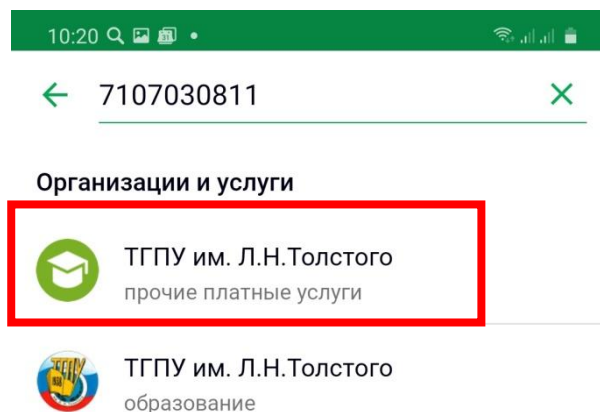 10:20
7107030811
Организации и услуги
ТГПУ им. Л.Н.Толстого
прочие платные услуги
ТГПУ им. Л.Н.Толстого
образование